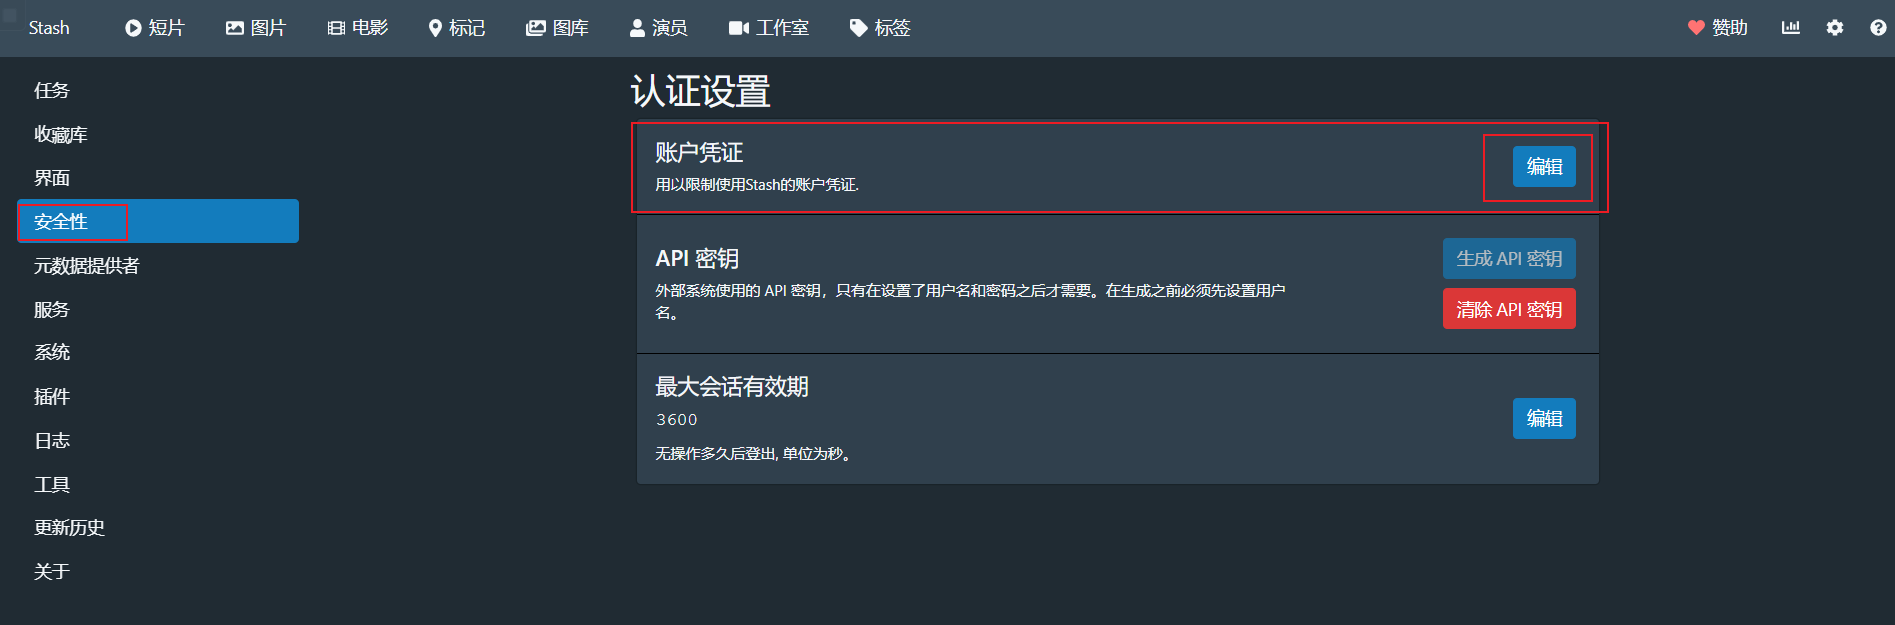 Stash 短片 图片 电影 标记 图库 演员 工作室 标签 赞助
任务
收藏库
界面
安全性
元数据提供者
服务
系统
插件
日志
工具
更新历史
关于
认证设置
账户凭证
用以限制使用Stash的账户凭证.
编辑
API 密钥
外部系统使用的 API 密钥，只有在设置了用户名和密码之后才需要。在生成之前必须先设置用户
名。
生成 API 密钥
清除 API 密钥
最大会话有效期
3600
无操作多久后登出, 单位为秒。
编辑